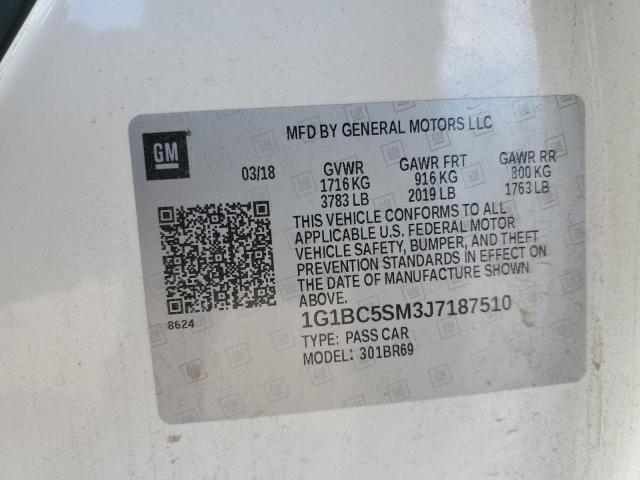 MFD BY GENERAL MOTORS LLC
GM
03/18 GVWR GAWR FRT GAWR RR
1716 KG 916 KG 800 KG
3783 LB 2019 LB 1763 LB
THIS VEHICLE CONFORMS TO ALL
APPLICABLE U.S. FEDERAL MOTOR
VEHICLE SAFETY, BUMPER, AND THEFT
PREVENTION STANDARDS IN EFFECT ON
THE DATE OF MANUFACTURE SHOWN
ABOVE.
8624
1G1BC5SM3J7187510
TYPE: PASS CAR
MODEL: 301BR69